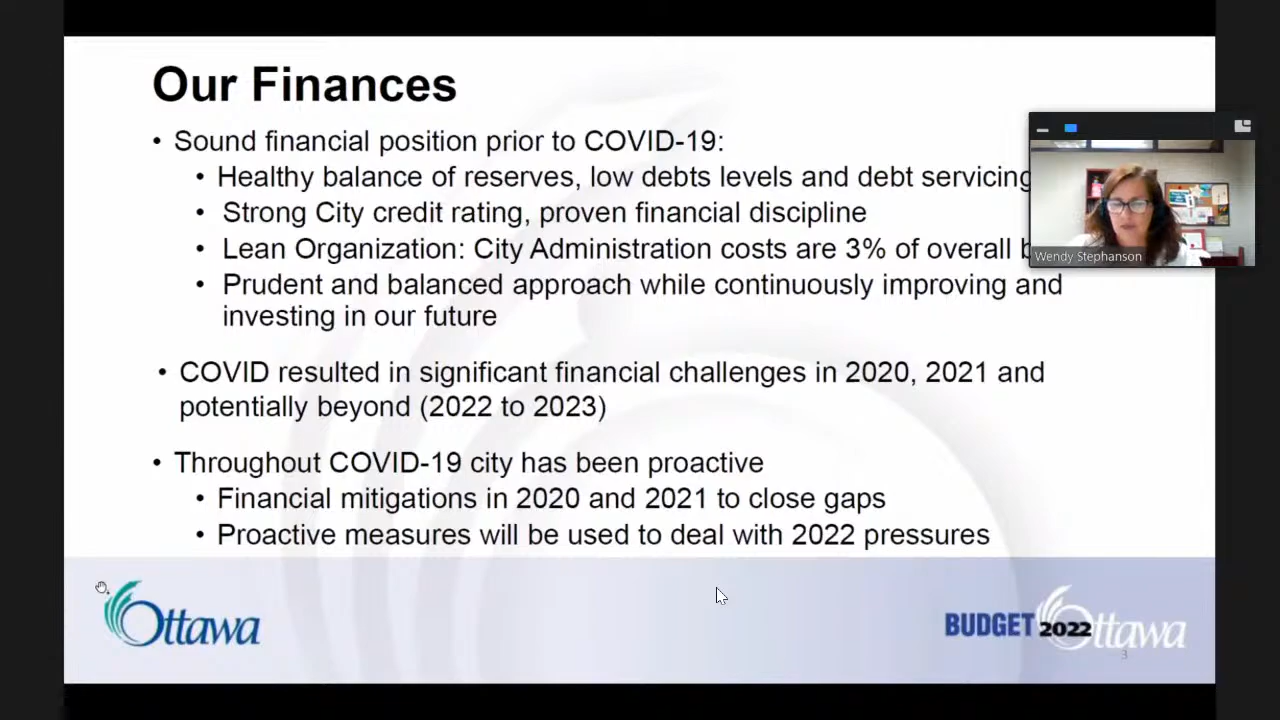 Our Finances
• Sound financial position prior to COVID-19:
• Healthy balance of reserves, low debts levels and debt servicing
• Strong City credit rating, proven financial discipline
• Lean Organization: City Administration costs are 3% of overall
• Prudent and balanced approach while continuously improving and
investing in our future
Wendy Stephanson
• COVID resulted in significant financial challenges in 2020, 2021 and
potentially beyond (2022 to 2023)
• Throughout COVID-19 city has been proactive
• Financial mitigations in 2020 and 2021 to close gaps
• Proactive measures will be used to deal with 2022 pressures
Ottawa
BUDGET 2022 Ottawa
3